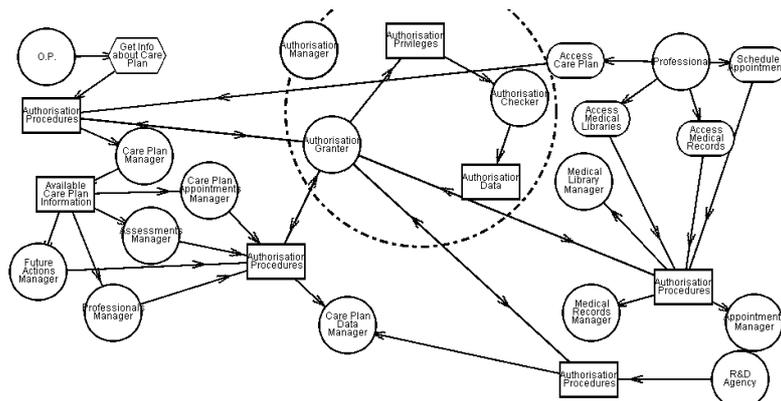 O.P.
Get Info
about Care
Plan
Authorisation
Manager
Authorisation
Privileges
Access
Care Plan
Professional
Schedule
Appointment
Authorisation
Procedures
Authorisation
Checker
Access
Medical
Libraries
Access
Medical
Records
Care Plan
Manager
Authorisation
Granter
Authorisation
Data
Medical
Library
Manager
Available
Care Plan
Information
Care Plan
Appointments
Manager
Assessments
Manager
Future
Actions
Manager
Authorisation
Procedures
Authorisation
Procedures
Professionals
Manager
Care Plan
Data Manager
Medical
Records
Manager
Appointment
Manager
Authorisation
Procedures
R&D
Agency